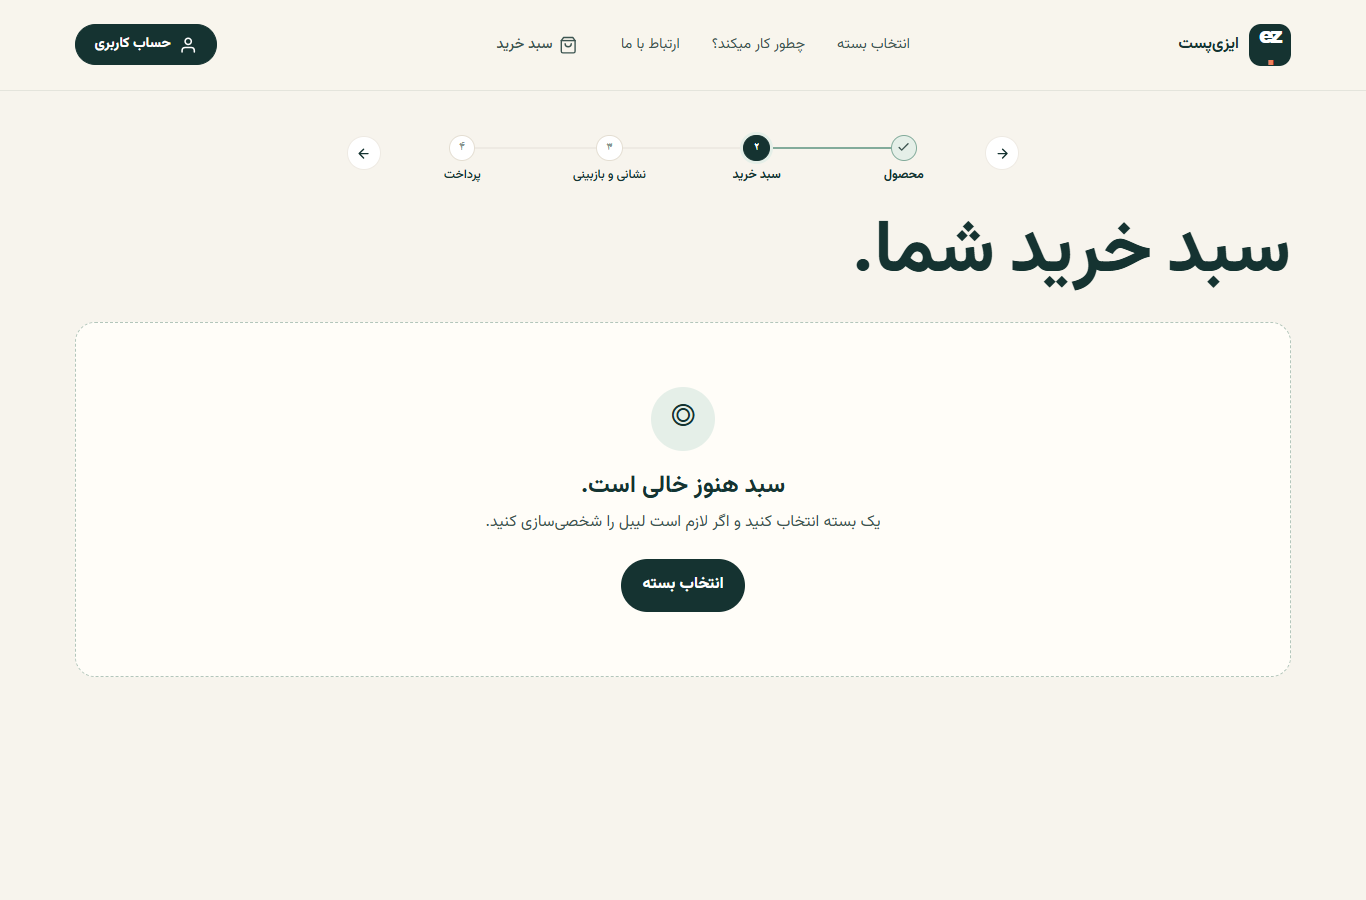 ez.
ایزی‌پست
انتخاب بسته
چطور کار میکند؟
ارتباط با ما
سبد خرید
حساب کاربری
محصول
۲ سبد خرید
۳ نشانی و بازبینی
۴ پرداخت
سبد خرید شما.
سبد هنوز خالی است.
یک بسته انتخاب کنید و اگر لازم است لیبل را شخصی‌سازی کنید.
انتخاب بسته